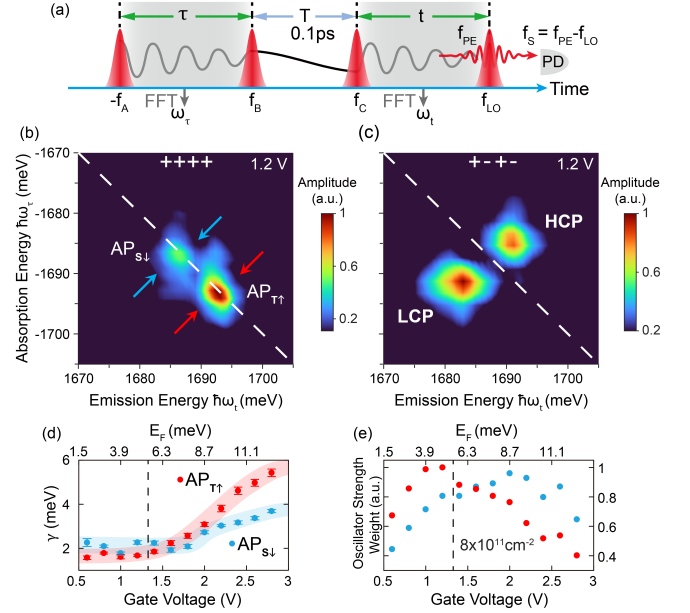 (a)
τ T t
0.1ps
f_PE f_S = f_PE-f_LO
PD
Time
-f_A FFT ω_τ f_B f_C FFT ω_t f_LO
(b)
++++ 1.2 V
Absorption Energy ħω_τ (meV)
-1670
-1680
-1690
-1700
AP_S↓
AP_T↑
1670 1680 1690 1700
Emission Energy ħω_t (meV)
Amplitude
(a.u.)
1
0.6
0.2
(c)
+-+- 1.2 V
HCP
LCP
1670 1680 1690 1700
Emission Energy ħω_t (meV)
Amplitude
(a.u.)
1
0.6
0.2
(d)
E_F (meV)
1.5 3.9 6.3 8.7 11.1
γ (meV)
6
4
2
AP_T↑
AP_S↓
0.5 1 1.5 2 2.5 3
Gate Voltage (V)
(e)
E_F (meV)
1.5 3.9 6.3 8.7 11.1
Oscillator Strength
Weight (a.u.)
1
0.8
0.6
0.4
8x10¹¹cm⁻²
0.5 1 1.5 2 2.5 3
Gate Voltage (V)